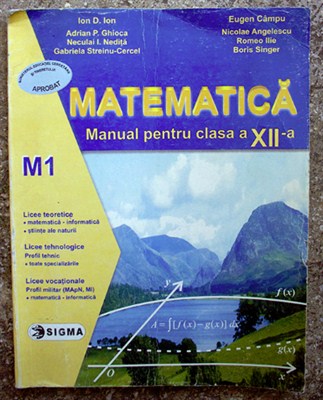 Ion D. Ion
Eugen Câmpu
Adrian P. Ghioca
Nicolae Angelescu
Neculai I. Nediţă
Romeo Ilie
Gabriela Streinu-Cercel
Boris Singer
APROBAT
MATEMATICĂ
Manual pentru clasa a XII-a
M1
Licee teoretice
• matematică - informatică
• ştiinţe ale naturii
Licee tehnologice
Profil tehnic
• toate specializările
Licee vocaţionale
Profil militar (MApN, MI)
• matematică - informatică
SIGMA
y
f(x)
A = ∫[f(x) – g(x)] dx
g(x)
O
x